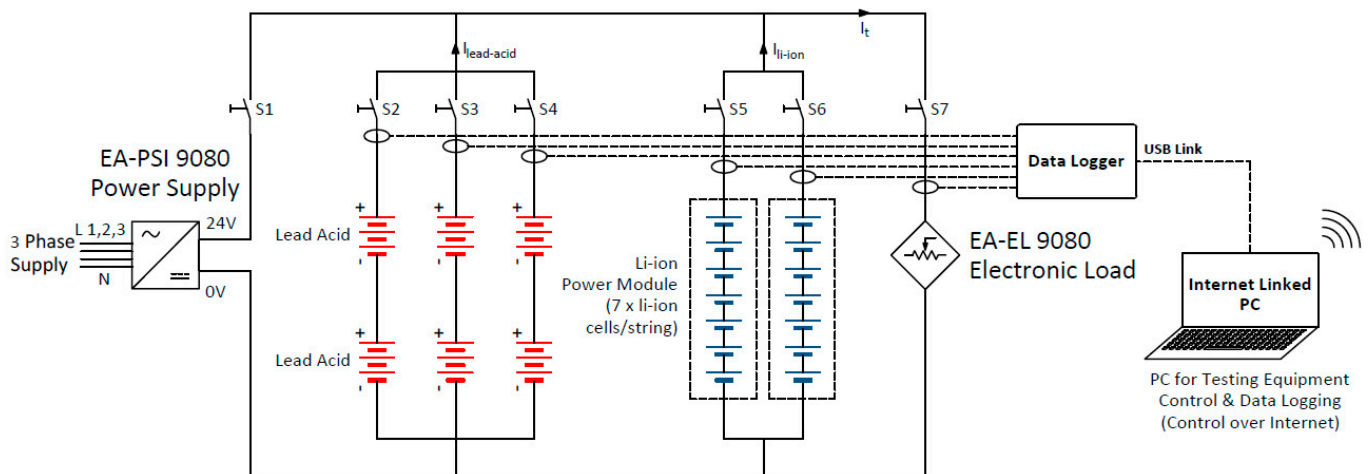 I_t
I_lead-acid
I_li-ion
S1
S2
S3
S4
S5
S6
S7
EA-PSI 9080
Power Supply
24V
L 1,2,3
3 Phase
Supply
N
0V
+
+
+
Lead Acid
-
-
-
+
+
+
Lead Acid
-
-
-
Li-ion
Power Module
(7 x li-ion
cells/string)
EA-EL 9080
Electronic Load
Data Logger
USB Link
Internet Linked
PC
PC for Testing Equipment
Control & Data Logging
(Control over Internet)